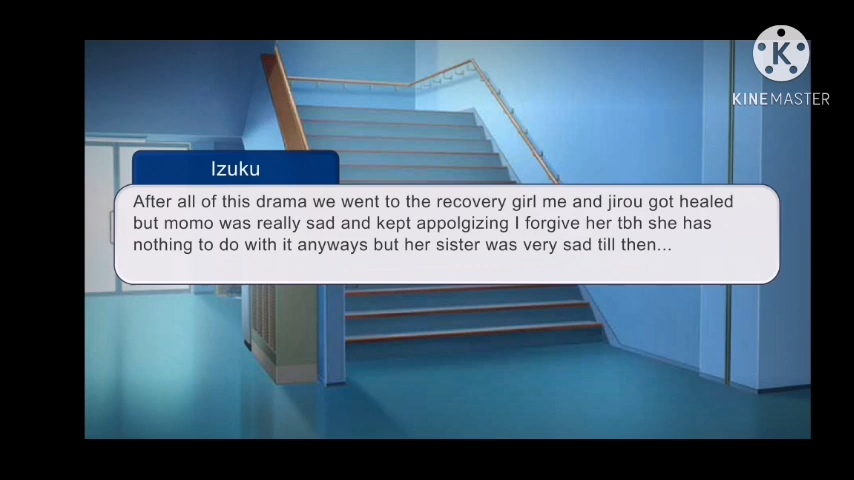 K
KINEMASTER
Izuku
After all of this drama we went to the recovery girl me and jirou got healed
but momo was really sad and kept appolgizing I forgive her tbh she has
nothing to do with it anyways but her sister was very sad till then...